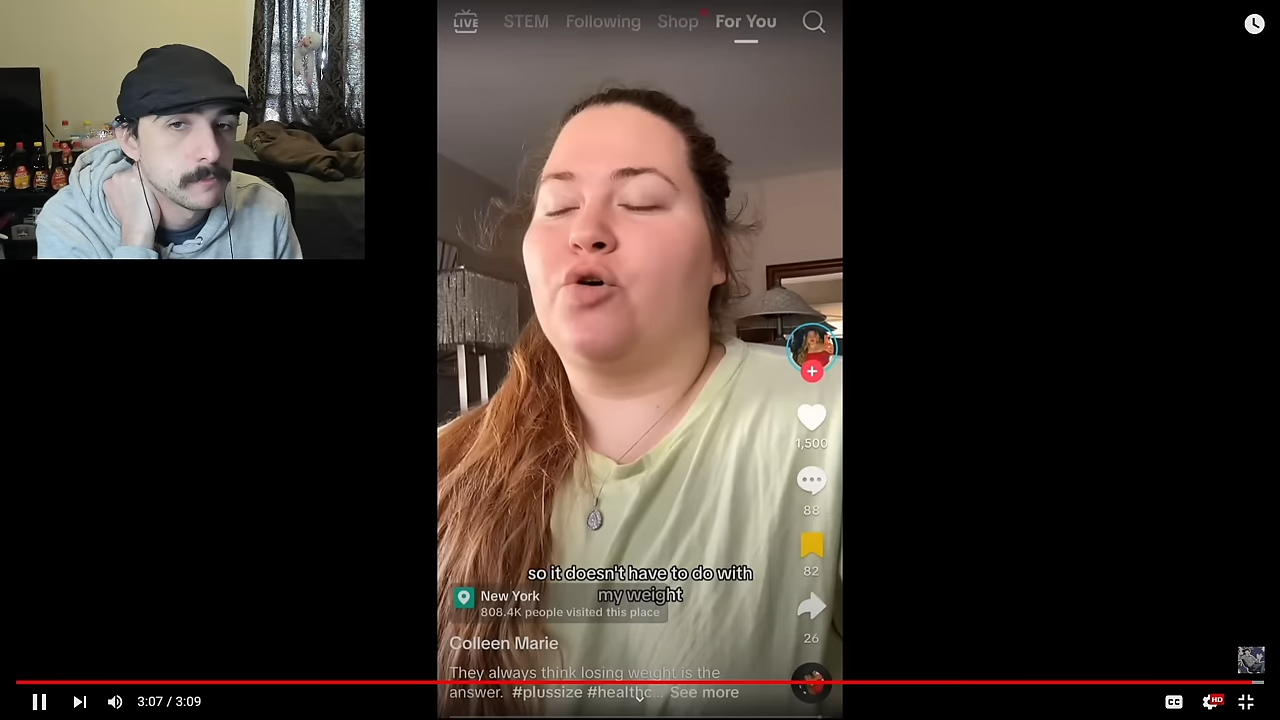 LIVE STEM Following Shop For You
1,500
88
82
26
so it doesn't have to do with
my weight
New York
808.4K people visited this place
Colleen Marie
They always think losing weight is the
answer. #plussize #healthc... See more
3:07 / 3:09
CC
HD